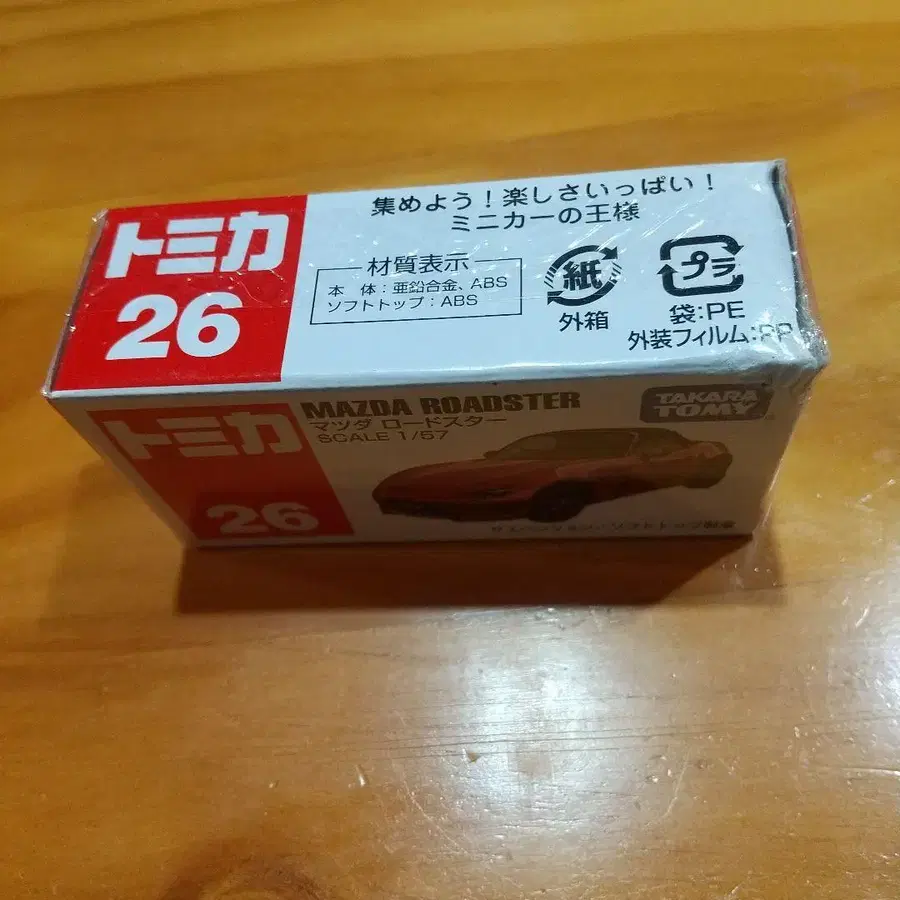 トミカ
26
集めよう!楽しさいっぱい!
ミニカーの王様
材質表示
本 体:亜鉛合金、ABS
ソフトトップ:ABS
紙
外箱
プラ
袋:PE
外装フィルム:PP
トミカ
26
MAZDA ROADSTER
マツダ ロードスター
SCALE 1/57
TAKARA
TOMY